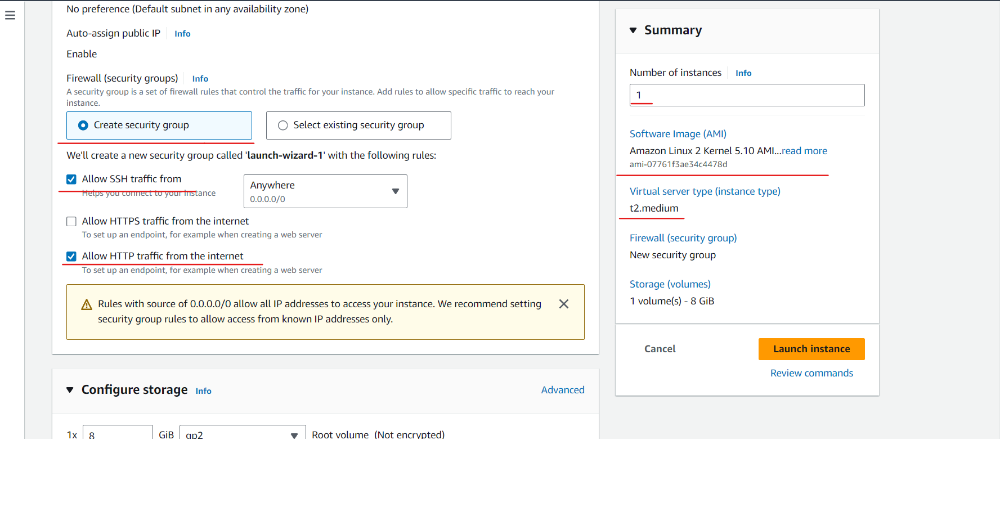 No preference (Default subnet in any availability zone)
Auto-assign public IP Info
Enable
Firewall (security groups) Info
A security group is a set of firewall rules that control the traffic for your instance. Add rules to allow specific traffic to reach your
instance.
Create security group
Select existing security group
We'll create a new security group called 'launch-wizard-1' with the following rules:
Allow SSH traffic from
Helps you connect to your instance
Anywhere
0.0.0.0/0
Allow HTTPS traffic from the internet
To set up an endpoint, for example when creating a web server
Allow HTTP traffic from the internet
To set up an endpoint, for example when creating a web server
Rules with source of 0.0.0.0/0 allow all IP addresses to access your instance. We recommend setting
security group rules to allow access from known IP addresses only.
Configure storage Info
Advanced
1x 8 GiB gp2 Root volume (Not encrypted)
Summary
Number of instances Info
1
Software Image (AMI)
Amazon Linux 2 Kernel 5.10 AMI...read more
ami-07761f3ae34c4478d
Virtual server type (instance type)
t2.medium
Firewall (security group)
New security group
Storage (volumes)
1 volume(s) - 8 GiB
Cancel
Launch instance
Review commands